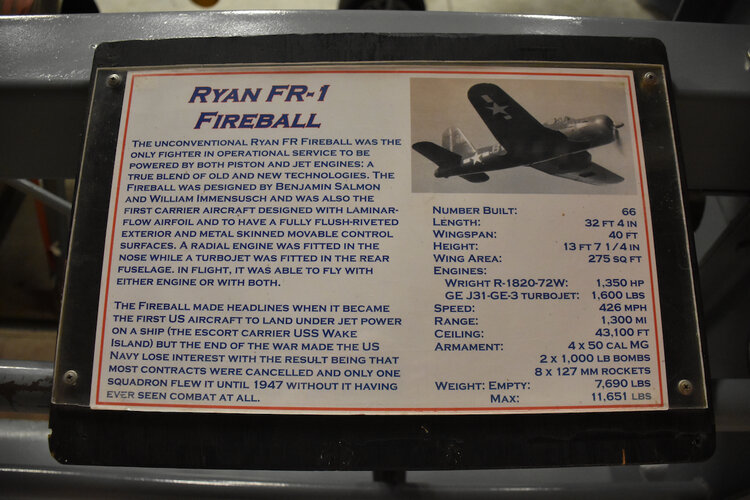 Ryan FR-1
Fireball
The unconventional Ryan FR Fireball was the
only fighter in operational service to be
powered by both piston and jet engines: a
true blend of old and new technologies. The
Fireball was designed by Benjamin Salmon
and William Immensusch and was also the
first carrier aircraft designed with laminar-
flow airfoil and to have a fully flush-riveted
exterior and metal skinned movable control
surfaces. A radial engine was fitted in the
nose while a turbojet was fitted in the rear
fuselage. In flight, it was able to fly with
either engine or with both.
The Fireball made headlines when it became
the first US aircraft to land under jet power
on a ship (the escort carrier USS Wake
Island) but the end of the war made the US
Navy lose interest with the result being that
most contracts were cancelled and only one
squadron flew it until 1947 without it having
ever seen combat at all.
Number Built: 66
Length: 32 ft 4 in
Wingspan: 40 ft
Height: 13 ft 7 1/4 in
Wing Area: 275 sq ft
Engines:
Wright R-1820-72W: 1,350 hp
GE J31-GE-3 turbojet: 1,600 lbs
Speed: 426 mph
Range: 1,300 mi
Ceiling: 43,100 ft
Armament: 4 x 50 cal MG
2 x 1,000 lb bombs
8 x 127 mm rockets
Weight: Empty: 7,690 lbs
Max: 11,651 lbs